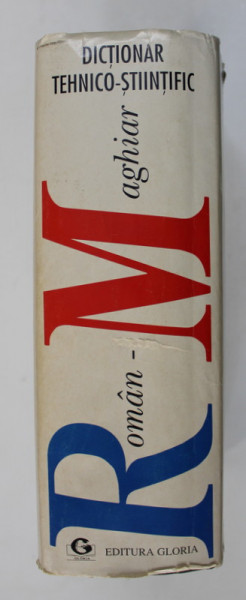 DICȚIONAR
TEHNICO-ȘTIINȚIFIC
Român - Maghiar
G
EDITURA GLORIA